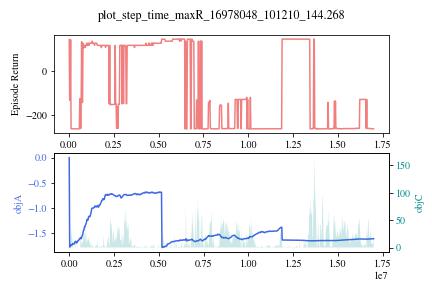 plot_step_time_maxR_16978048_101210_144.268
Episode Return
0
−200
0.00 0.25 0.50 0.75 1.00 1.25 1.50 1.75
objA
0.0
−0.5
−1.0
−1.5
objC
150
100
50
0
0.00 0.25 0.50 0.75 1.00 1.25 1.50 1.75
1e7